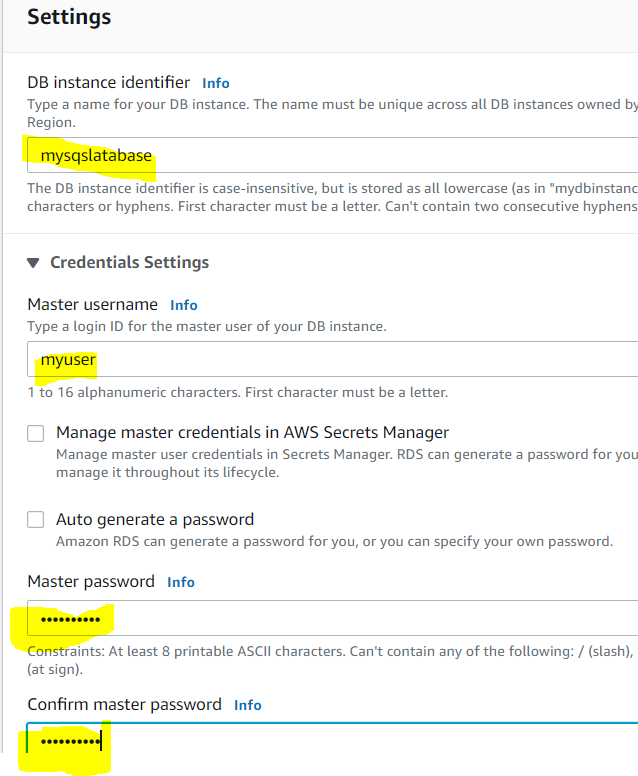 Settings
DB instance identifier Info
Type a name for your DB instance. The name must be unique across all DB instances owned by
Region.
mysqslatabase
The DB instance identifier is case-insensitive, but is stored as all lowercase (as in "mydbinstanc
characters or hyphens. First character must be a letter. Can't contain two consecutive hyphens
Credentials Settings
Master username Info
Type a login ID for the master user of your DB instance.
myuser
1 to 16 alphanumeric characters. First character must be a letter.
Manage master credentials in AWS Secrets Manager
Manage master user credentials in Secrets Manager. RDS can generate a password for you
manage it throughout its lifecycle.
Auto generate a password
Amazon RDS can generate a password for you, or you can specify your own password.
Master password Info
••••••••••
Constraints: At least 8 printable ASCII characters. Can't contain any of the following: / (slash),
(at sign).
Confirm master password Info
••••••••••